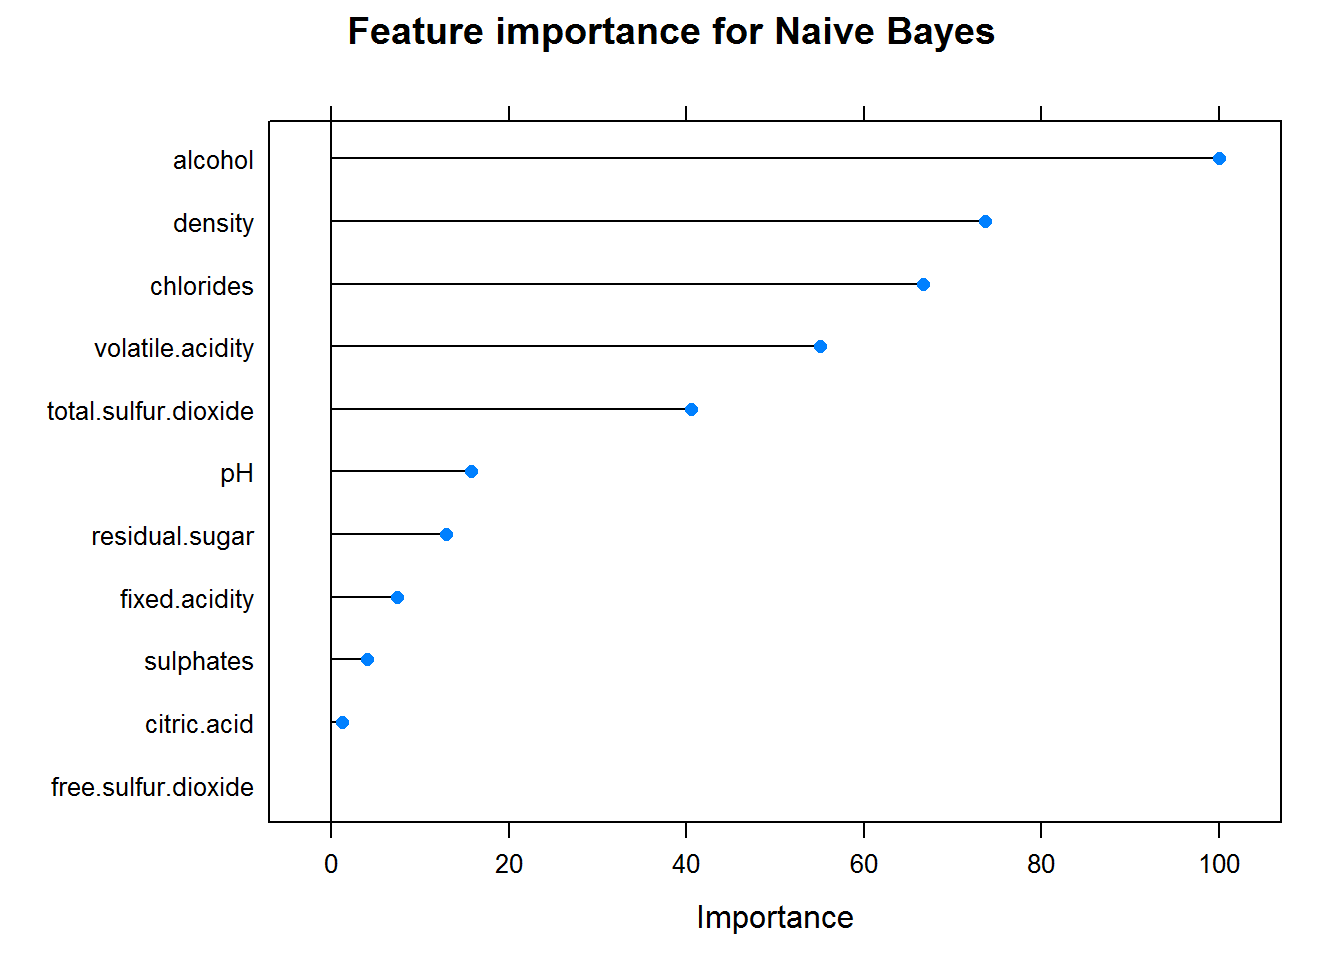 Feature importance for Naive Bayes
alcohol
density
chlorides
volatile.acidity
total.sulfur.dioxide
pH
residual.sugar
fixed.acidity
sulphates
citric.acid
free.sulfur.dioxide
0 20 40 60 80 100
Importance